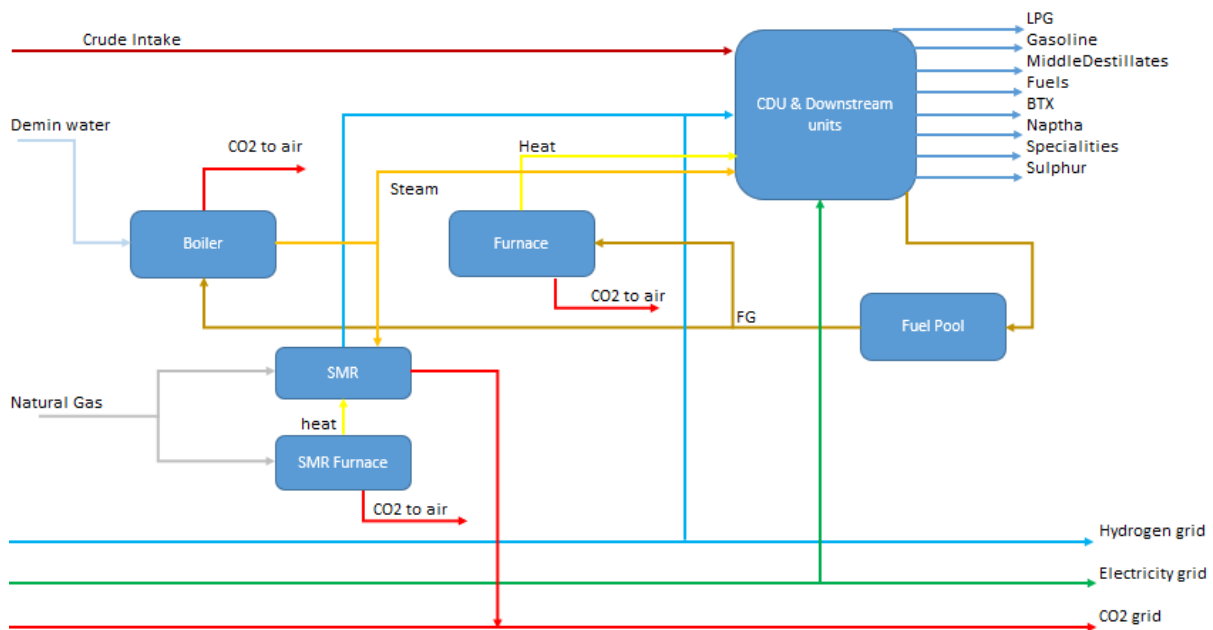 LPG
Crude Intake
Gasoline
MiddleDestillates
Fuels
CDU & Downstream
units
BTX
Demin water
Naptha
CO2 to air
Heat
Specialities
Sulphur
Steam
Boiler
Furnace
CO2 to air
FG
Fuel Pool
SMR
Natural Gas
heat
SMR Furnace
CO2 to air
Hydrogen grid
Electricity grid
CO2 grid